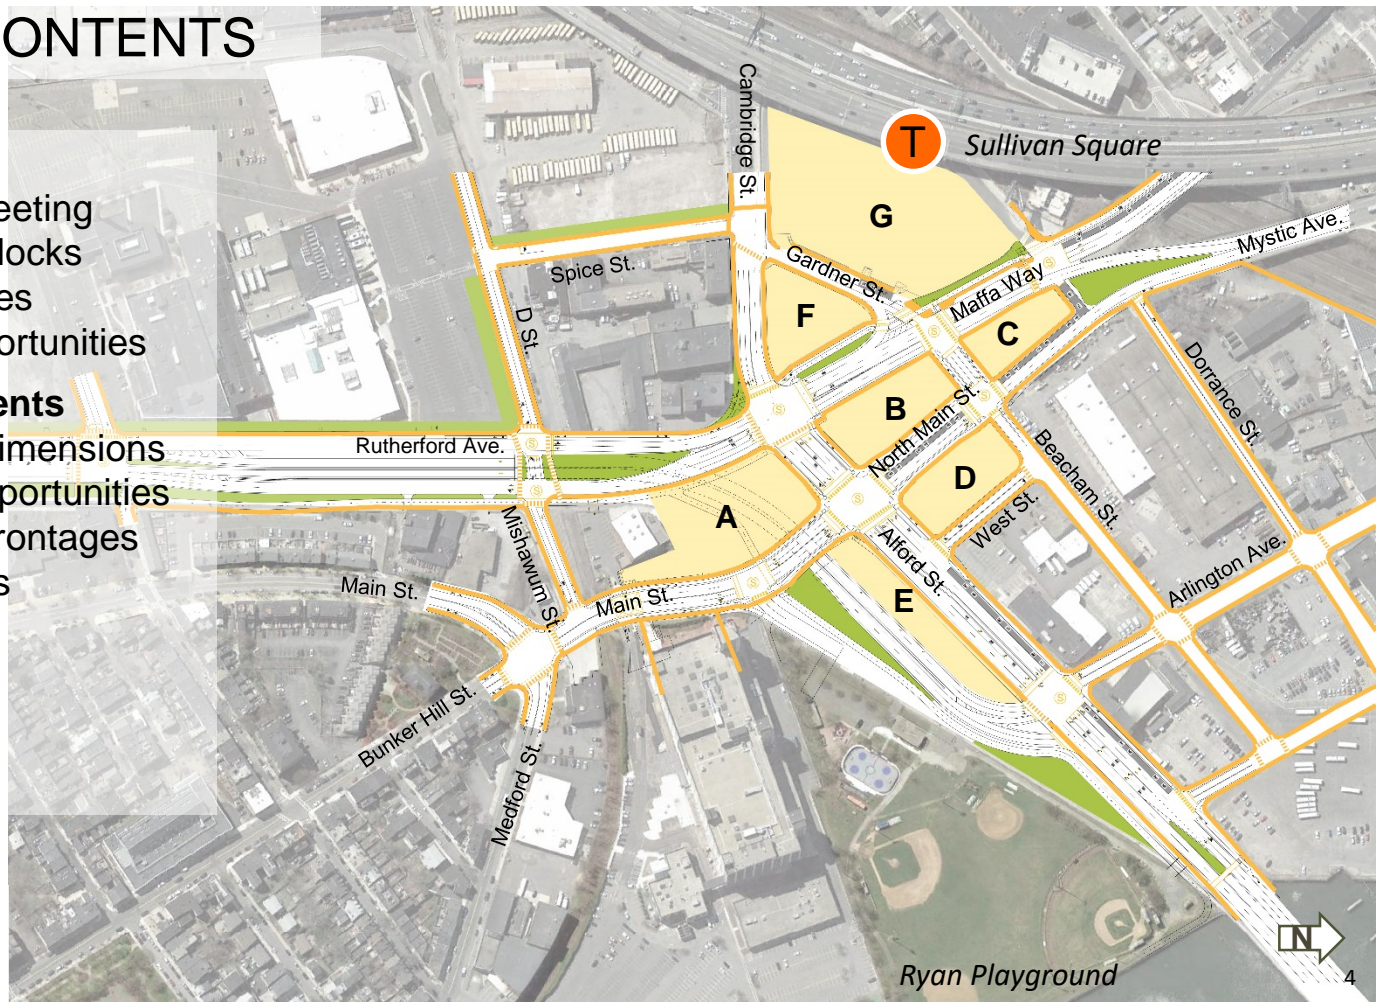 ONTENTS
eeting
locks
es
ortunities
ents
imensions
pportunities
rontages
s
Cambridge St.
T
Sullivan Square
G
Mystic Ave.
Spice St.
Gardner St.
Maffa Way
F
C
D St.
Dorrance St.
B
North Main St.
Rutherford Ave.
Beacham St.
D
A
West St.
Mishawum St.
Alford St.
Arlington Ave.
Main St.
Main St.
E
Bunker Hill St.
Medford St.
N
Ryan Playground
4